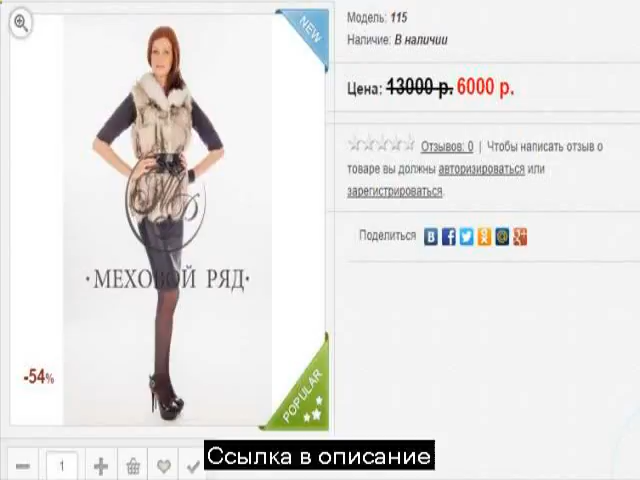 NEW
Модель: 115
Наличие: В наличии
Цена: 13000 р. 6000 р.
Отзывов: 0 | Чтобы написать отзыв о
товаре вы должны авторизироваться или
зарегистрироваться.
Поделиться
·МЕХОВОЙ РЯД·
-54%
POPULAR
1
Ссылка в описание